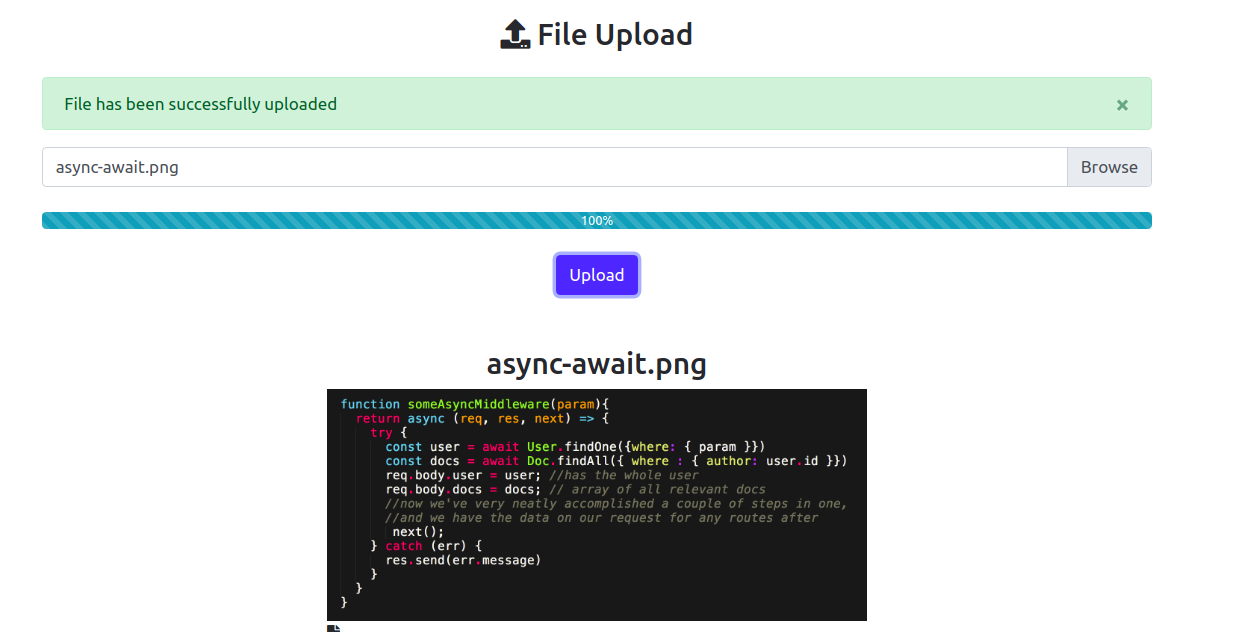 File Upload
File has been successfully uploaded ×
async-await.png Browse
100%
Upload
async-await.png
function someAsyncMiddleware(param){
  return async (req, res, next) => {
    try {
      const user = await User.findOne({where: { param }})
      const docs = await Doc.findAll({ where : { author: user.id }})
      req.body.user = user; //has the whole user
      req.body.docs = docs; // array of all relevant docs
      //now we've very neatly accomplished a couple of steps in one,
      //and we have the data on our request for any routes after
       next();
    } catch (err) {
      res.send(err.message)
    }
  }
}